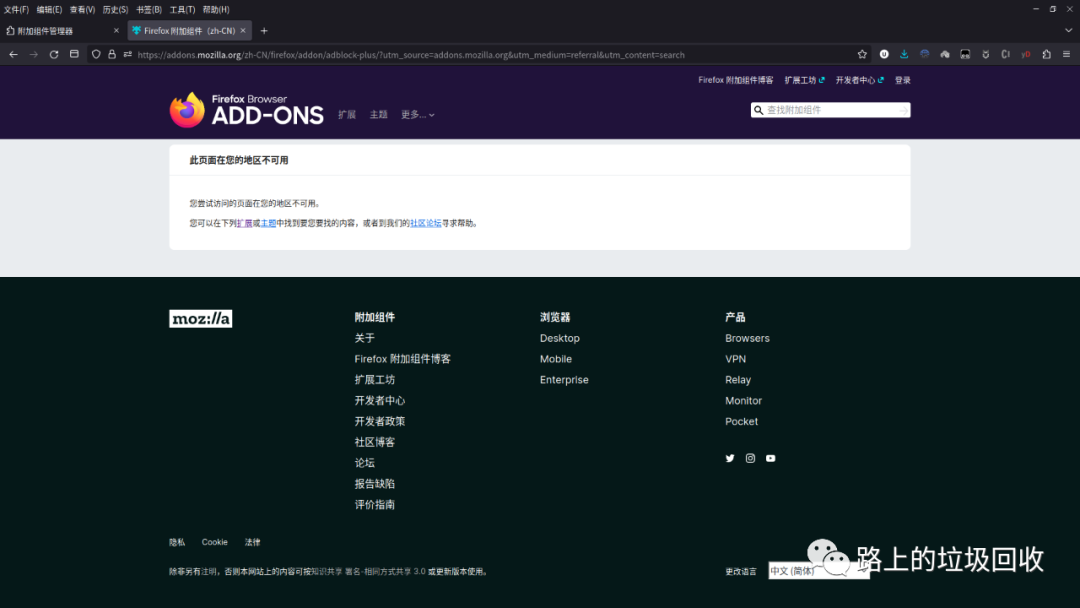 文件(F) 编辑(E) 查看(V) 历史(S) 书签(B) 工具(T) 帮助(H)
附加组件管理器
Firefox 附加组件（zh-CN）
https://addons.mozilla.org/zh-CN/firefox/addon/adblock-plus/?utm_source=addons.mozilla.org&utm_medium=referral&utm_content=search
Firefox 附加组件博客 扩展工坊 开发者中心 登录
Firefox Browser
ADD-ONS
扩展 主题 更多...
查找附加组件
此页面在您的地区不可用
您尝试访问的页面在您的地区不可用。
您可以在下列扩展或主题中找到要您要找的内容，或者到我们的社区论坛寻求帮助。
moz://a
附加组件
关于
Firefox 附加组件博客
扩展工坊
开发者中心
开发者政策
社区博客
论坛
报告缺陷
评价指南
浏览器
Desktop
Mobile
Enterprise
产品
Browsers
VPN
Relay
Monitor
Pocket
隐私 Cookie 法律
除非另有注明，否则本网站上的内容可按知识共享 署名-相同方式共享 3.0 或更新版本使用。
更改语言 中文 (简体)
路上的垃圾回收